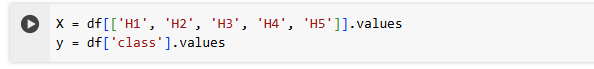 X = df[['H1', 'H2', 'H3', 'H4', 'H5']].values
y = df['class'].values